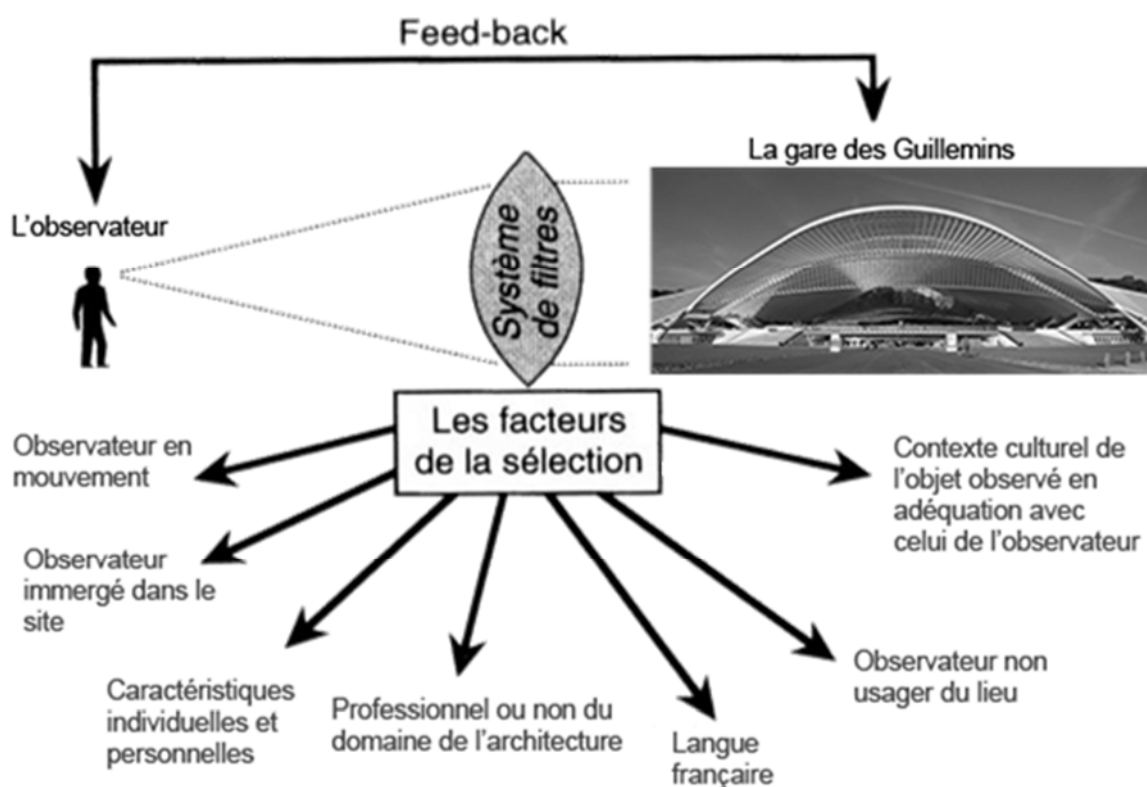 Feed-back
La gare des Guillemins
L'observateur
Système
de filtres
Les facteurs
de la sélection
Observateur en
mouvement
Observateur
immergé dans le
site
Caractéristiques
individuelles et
personnelles
Professionnel ou non du
domaine de l'architecture
Langue
française
Observateur non
usager du lieu
Contexte culturel de
l'objet observé en
adéquation avec
celui de l'observateur